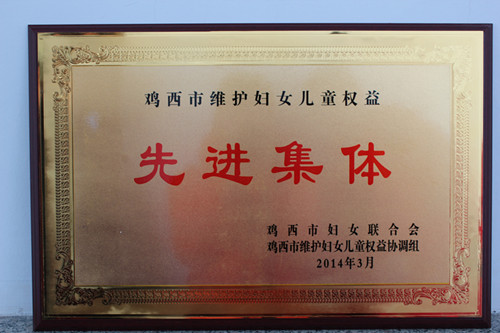 鸡西市维护妇女儿童权益
先进集体
鸡西市妇女联合会
鸡西市维护妇女儿童权益协调组
2014年3月